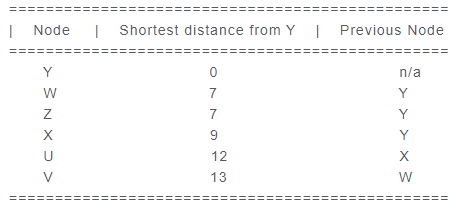 ================================================
| Node | Shortest distance from Y | Previous Node
================================================
Y 0 n/a
W 7 Y
Z 7 Y
X 9 Y
U 12 X
V 13 W
================================================